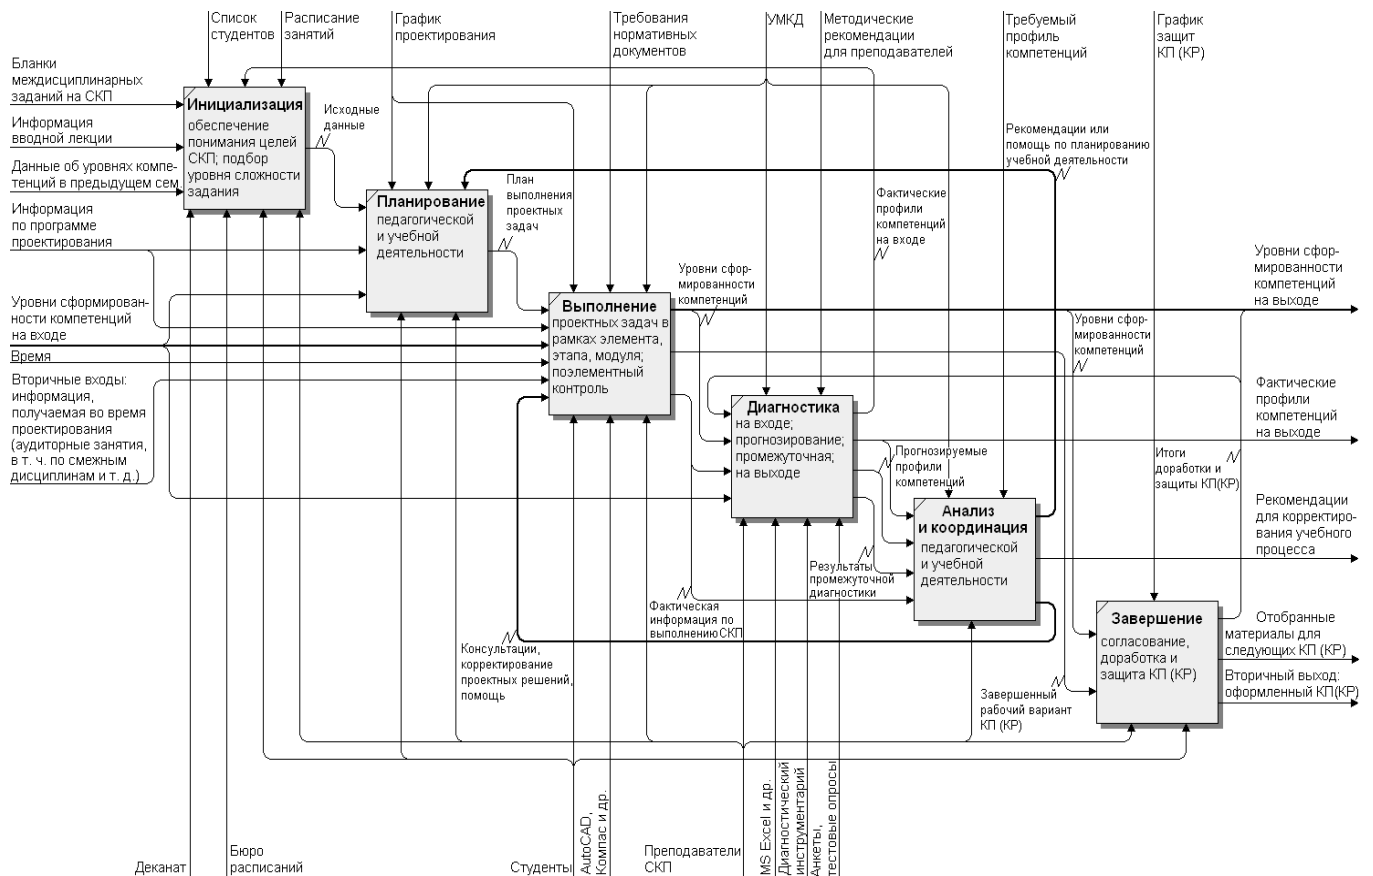 Список
студентов
Расписание
занятий
График
проектирования
Требования
нормативных
документов
УМКД
Методические
рекомендации
для преподавателей
Требуемый
профиль
компетенций
График
защит
КП (КР)
Бланки
междисциплинарных
заданий на СКП
Информация
вводной лекции
Данные об уровнях компе-
тенций в предыдущем сем.
Информация
по программе
проектирования
Уровни сформирован-
ности компетенций
на входе
Время
Вторичные входы:
информация,
получаемая во время
проектирования
(аудиторные занятия,
в т. ч. по смежным
дисциплинам и т. д.)
Инициализация
обеспечение
понимания целей
СКП; подбор
уровня сложности
задания
Исходные
данные
Планирование
педагогической
и учебной
деятельности
План
выполнения
проектных
задач
Выполнение
проектных задач в
рамках элемента,
этапа, модуля;
поэлементный
контроль
Уровни сфор-
мированности
компетенций
Фактические
профили
компетенций
на входе
Рекомендации или
помощь по планированию
учебной деятельности
Диагностика
на входе;
прогнозирование;
промежуточная;
на выходе
Прогнозируемые
профили
компетенций
Анализ
и координация
педагогической
и учебной
деятельности
Результаты
промежуточной
диагностики
Фактическая
информация по
выполнению СКП
Консультации,
корректирование
проектных решений,
помощь
Уровни сфор-
мированности
компетенций
Итоги
доработки и
защиты КП(КР)
Завершенный
рабочий вариант
КП (КР)
Завершение
согласование,
доработка и
защита КП (КР)
Уровни сфор-
мированности
компетенций
на выходе
Фактические
профили
компетенций
на выходе
Рекомендации
для корректиро-
вания учебного
процесса
Отобранные
материалы для
следующих КП (КР)
Вторичный выход:
оформленный КП(КР)
Деканат
Бюро
расписаний
Студенты
AutoCAD,
Компас и др.
Преподаватели
СКП
MS Excel и др.
Диагностический
инструментарий
Анкеты,
тестовые опросы